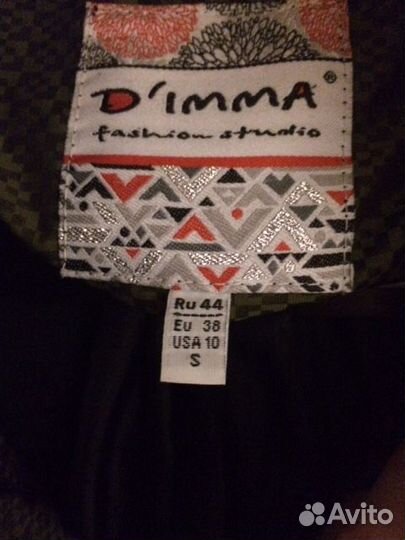 D'IMMA®
fashion studio
Ru 44
Eu 38
USA 10
S
Avito